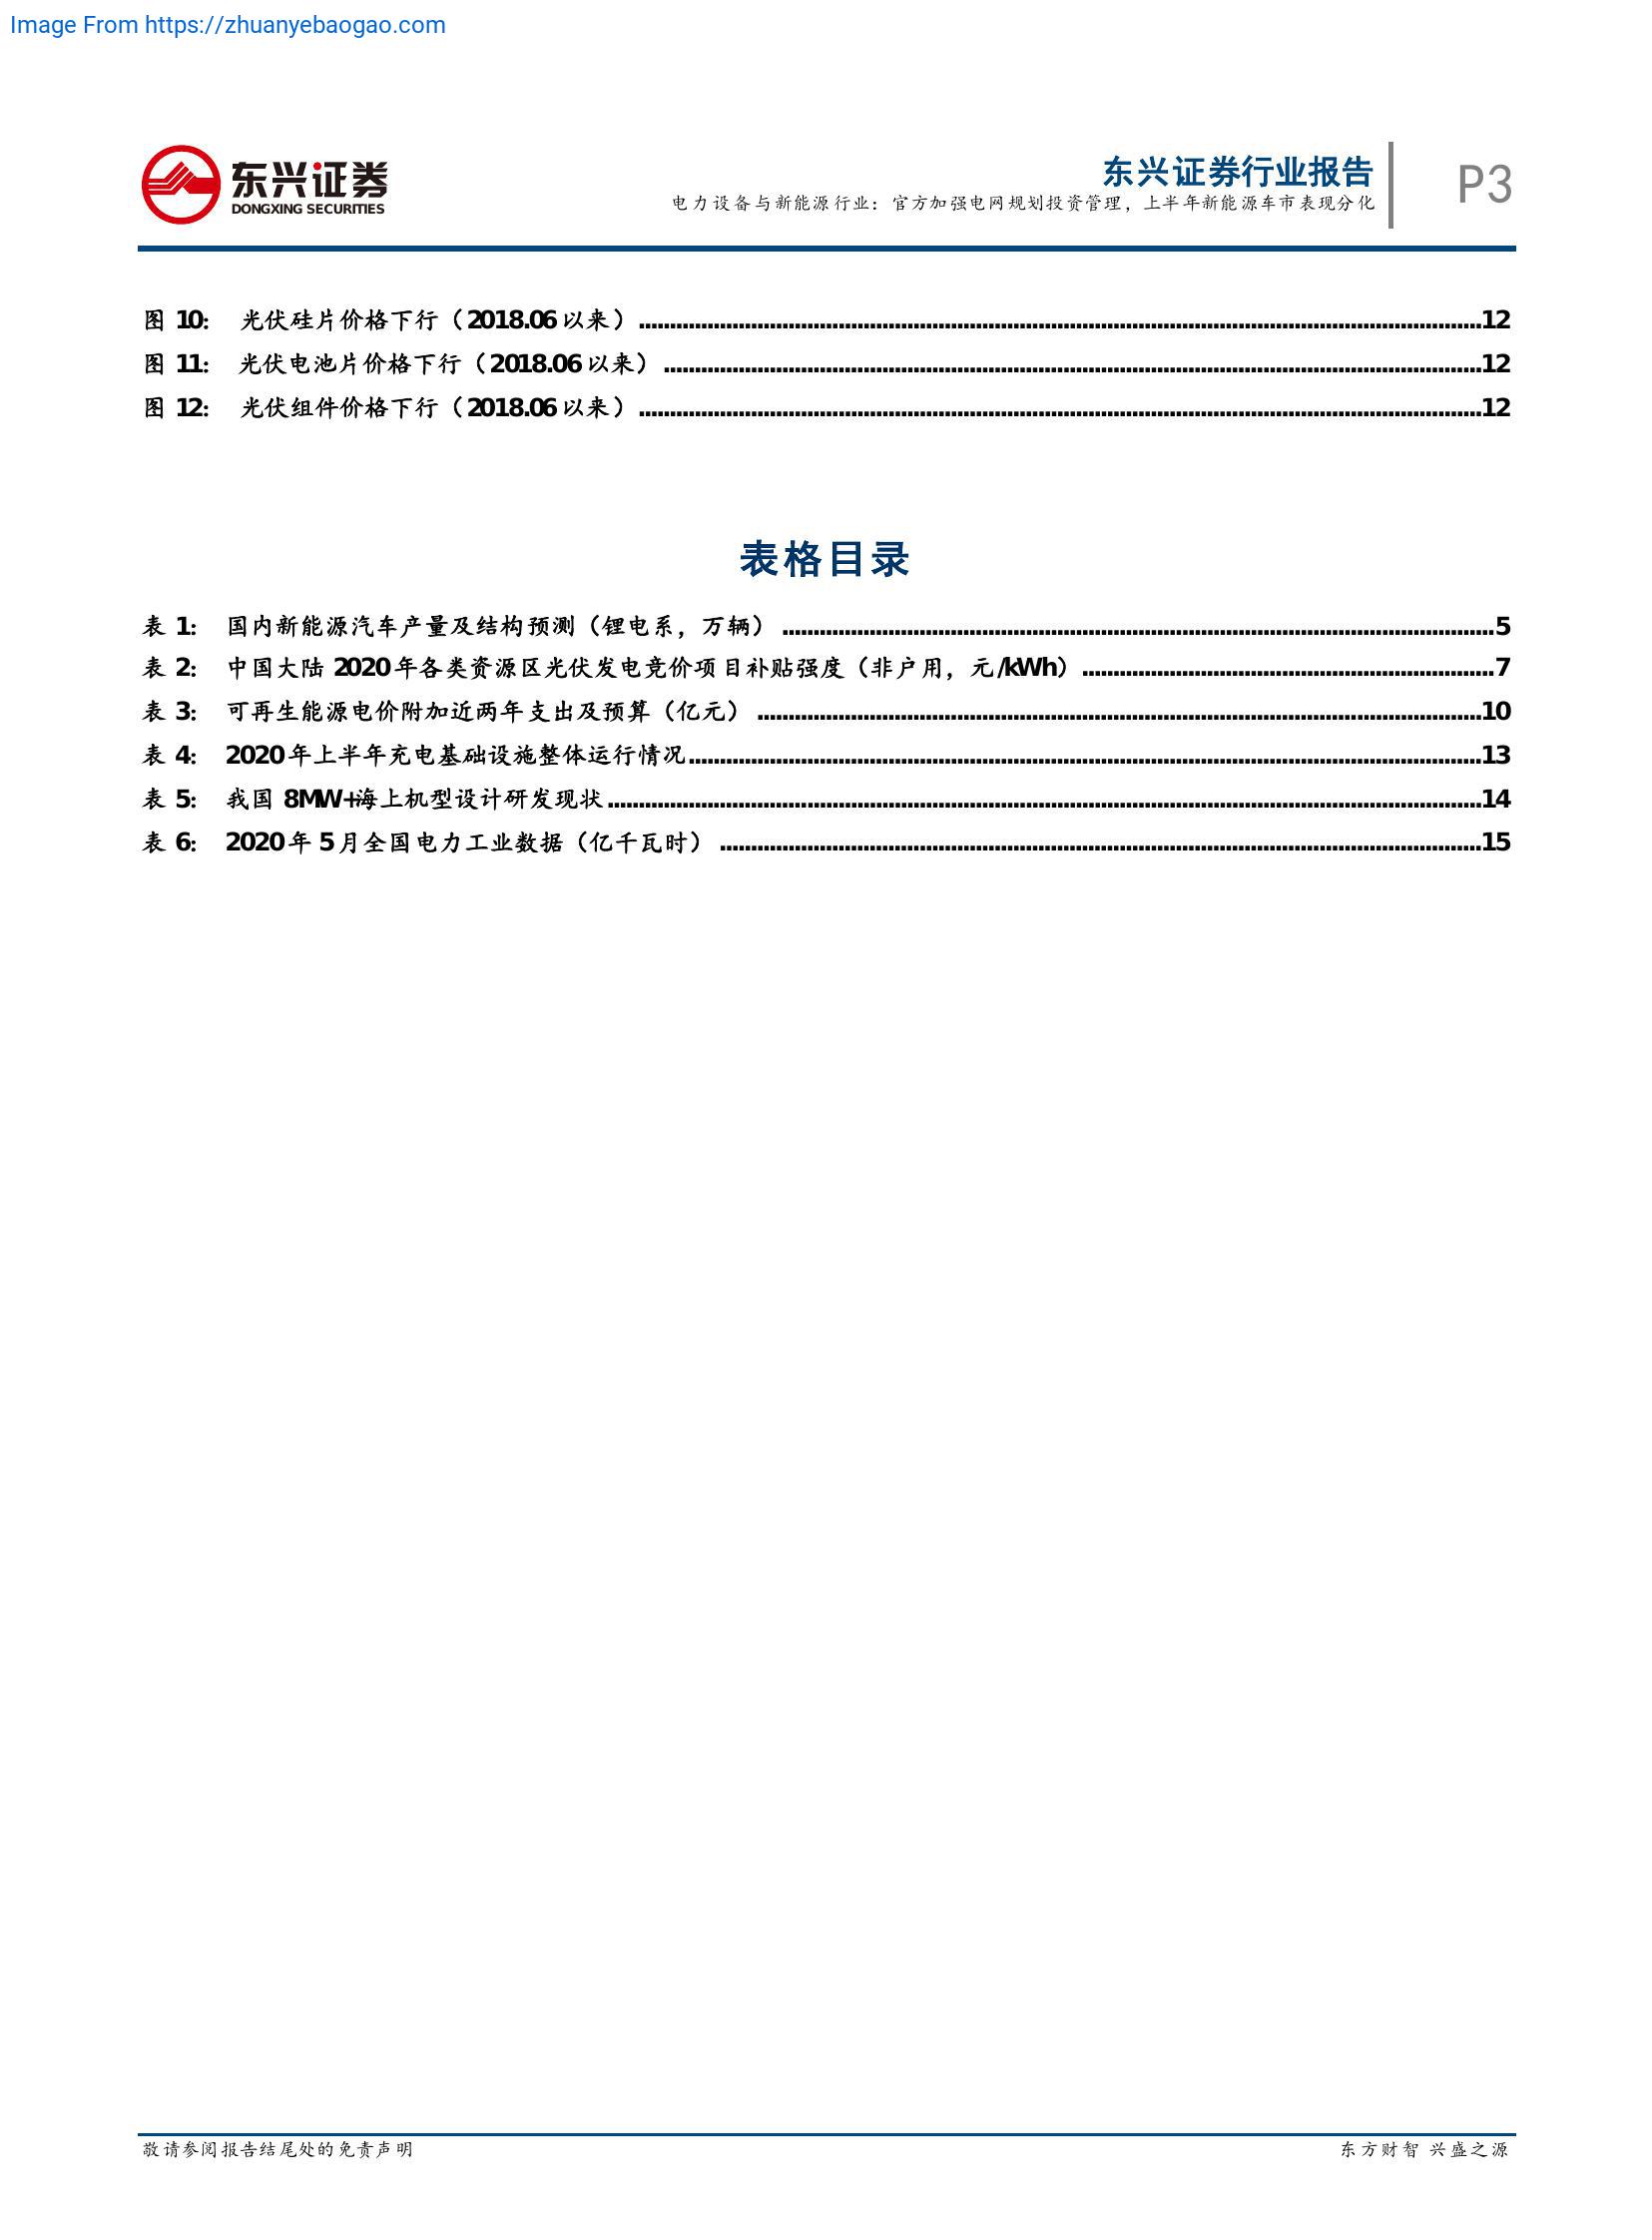 Image From https://zhuanyebaogao.com
东兴证券
DONGXING SECURITIES
东兴证券行业报告
电力设备与新能源行业：官方加强电网规划投资管理，上半年新能源车市表现分化
P3
图 10: 光伏硅片价格下行（2018.06 以来）...............12
图 11: 光伏电池片价格下行（2018.06 以来）...............12
图 12: 光伏组件价格下行（2018.06 以来）...............12
表格目录
表 1: 国内新能源汽车产量及结构预测（锂电系，万辆）...............5
表 2: 中国大陆 2020 年各类资源区光伏发电竞价项目补贴强度（非户用，元/kWh）...............7
表 3: 可再生能源电价附加近两年支出及预算（亿元）...............10
表 4: 2020 年上半年充电基础设施整体运行情况...............13
表 5: 我国 8MW+海上机型设计研发现状...............14
表 6: 2020 年 5 月全国电力工业数据（亿千瓦时）...............15
敬请参阅报告结尾处的免责声明
东方财智 兴盛之源